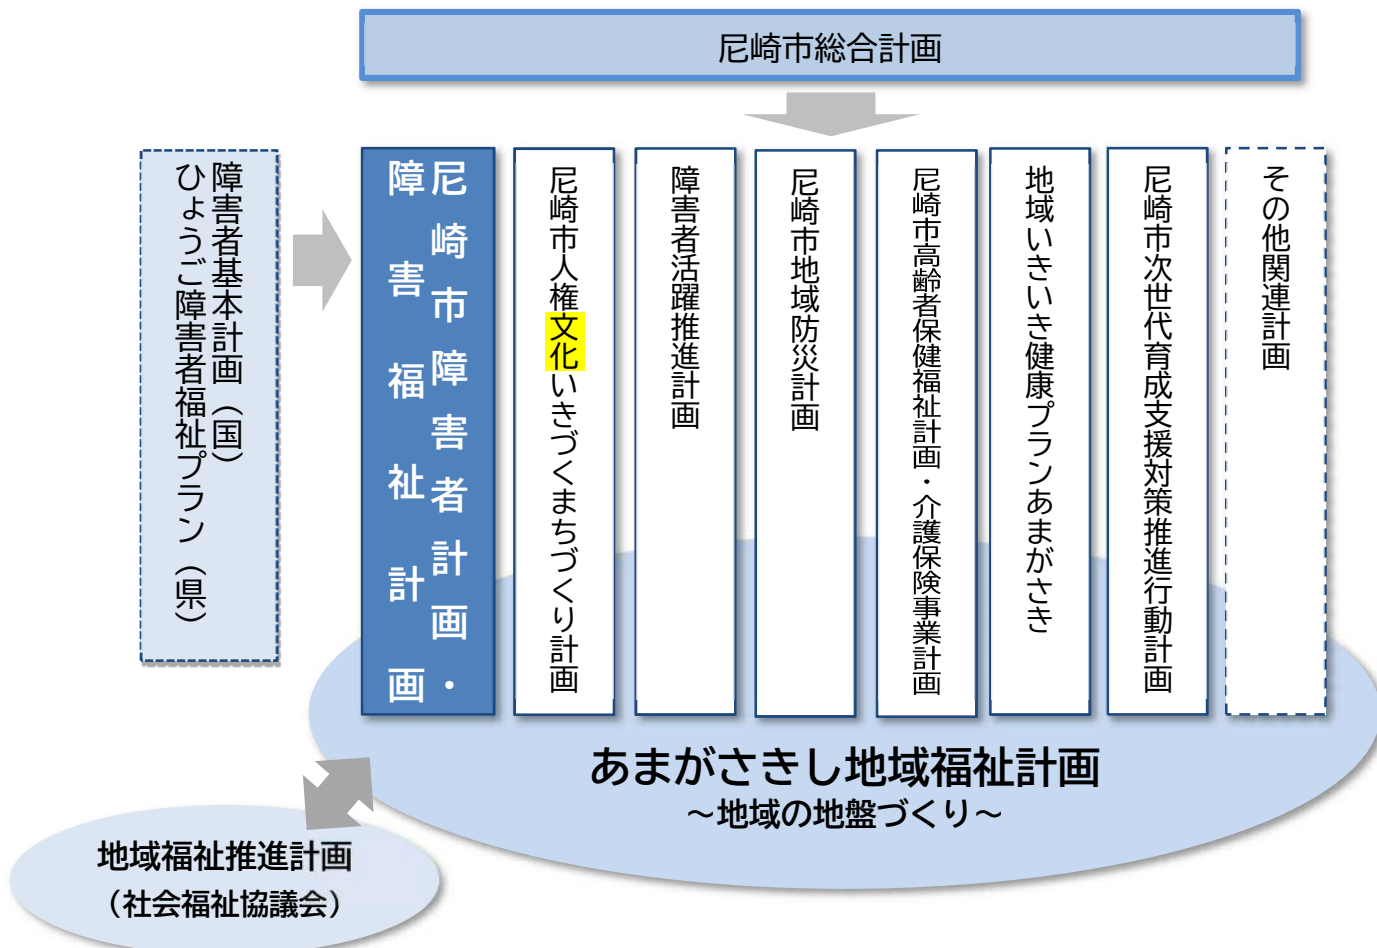 尼崎市総合計画
障害者基本計画（国）
ひょうご障害者福祉プラン（県）
尼崎市障害者計画・
障害福祉計画
尼崎市人権文化いきづくまちづくり計画
障害者活躍推進計画
尼崎市地域防災計画
尼崎市高齢者保健福祉計画・介護保険事業計画
地域いきいき健康プランあまがさき
尼崎市次世代育成支援対策推進行動計画
その他関連計画
あまがさきし地域福祉計画
～地域の地盤づくり～
地域福祉推進計画
（社会福祉協議会）